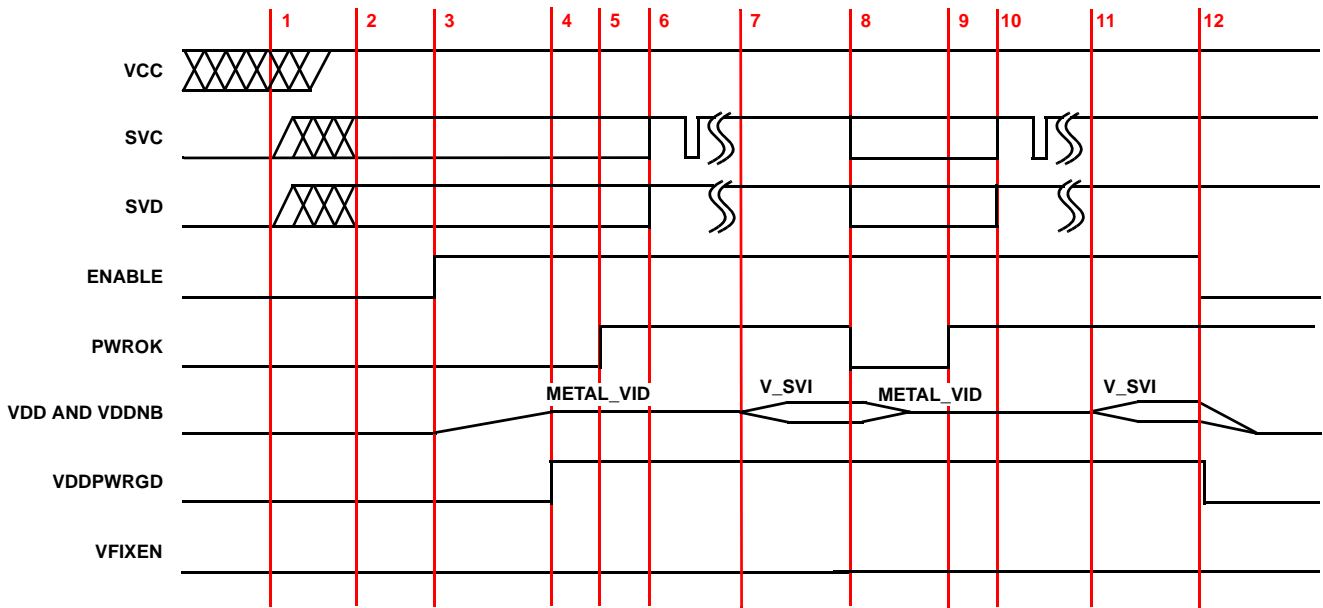 1 2 3 4 5 6 7 8 9 10 11 12
VCC
SVC
SVD
ENABLE
PWROK
METAL_VID V_SVI METAL_VID V_SVI
VDD AND VDDNB
VDDPWRGD
VFIXEN